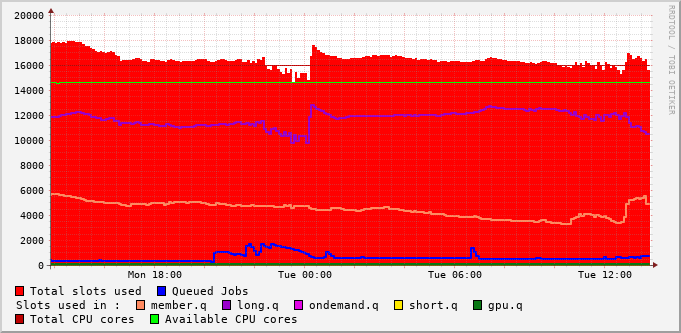 20000
18000
16000
14000
12000
10000
8000
6000
4000
2000
0
Mon 18:00 Tue 00:00 Tue 06:00 Tue 12:00
Total slots used Queued Jobs
Slots used in : member.q long.q ondemand.q short.q gpu.q
Total CPU cores Available CPU cores
RRDTOOL / TOBI OETIKER